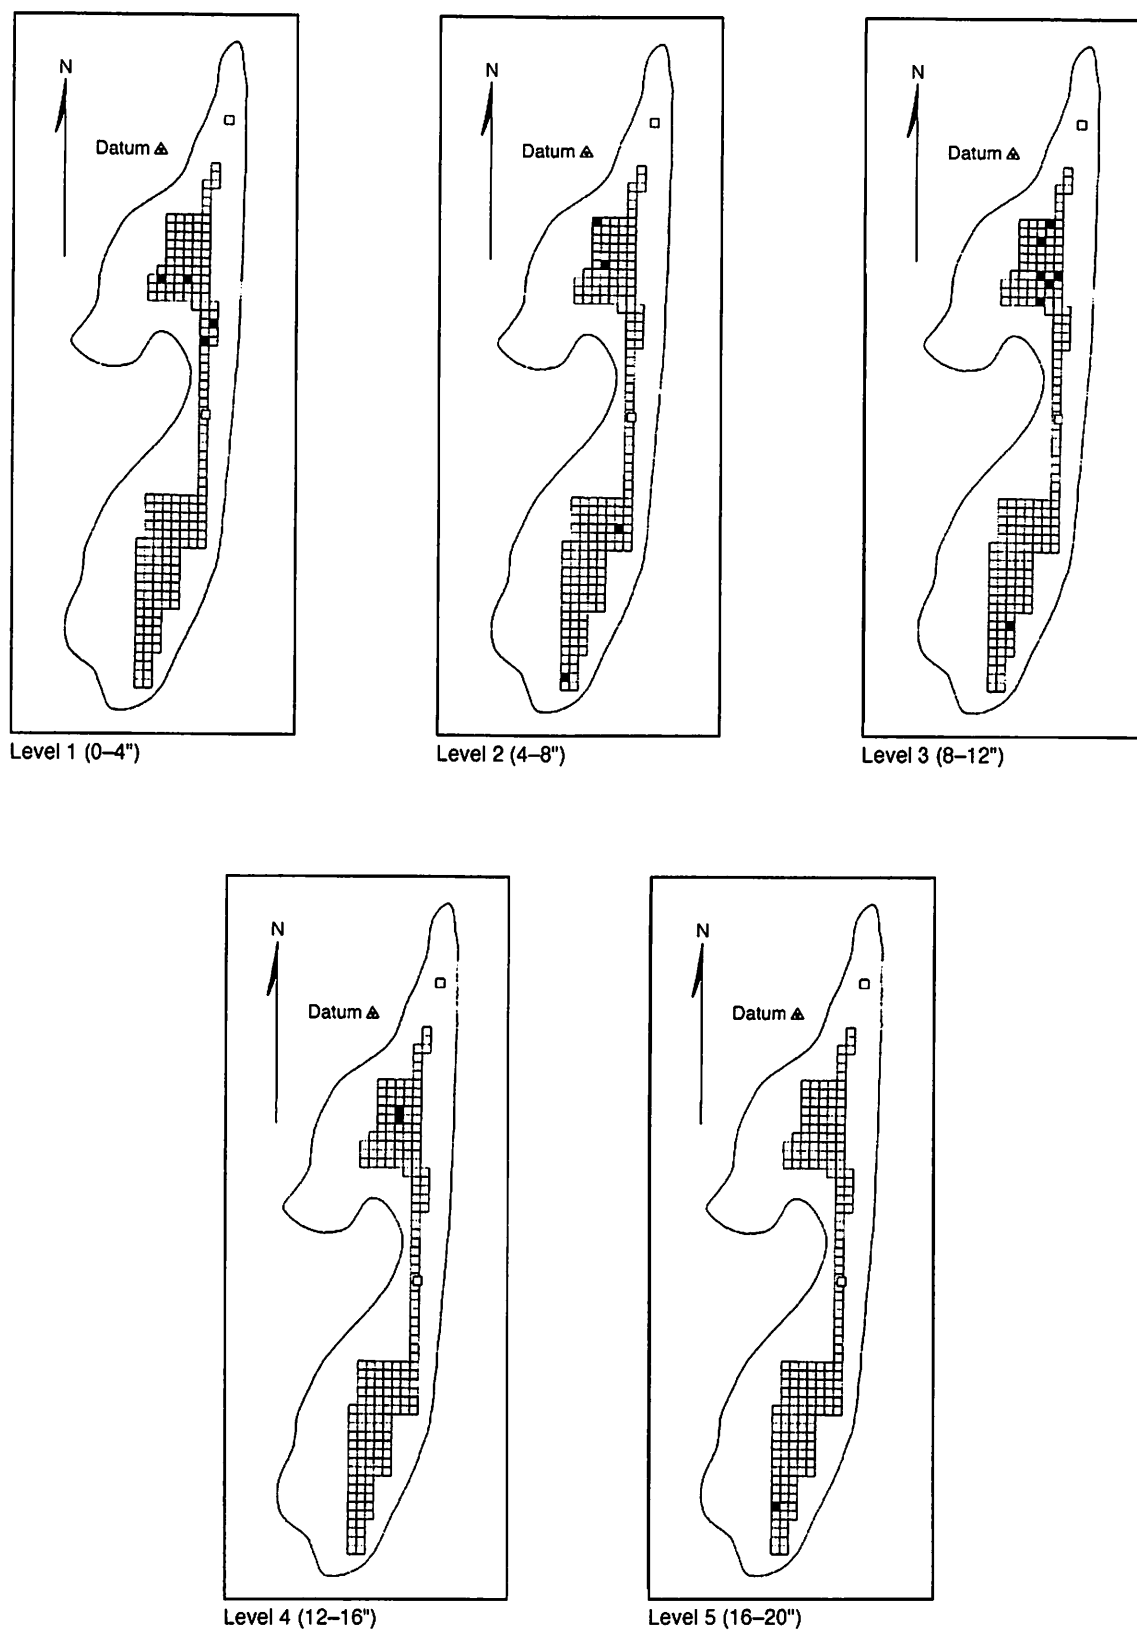 N
Datum
Level 1 (0–4")
N
Datum
Level 2 (4–8")
N
Datum
Level 3 (8–12")
N
Datum
Level 4 (12–16")
N
Datum
Level 5 (16–20")